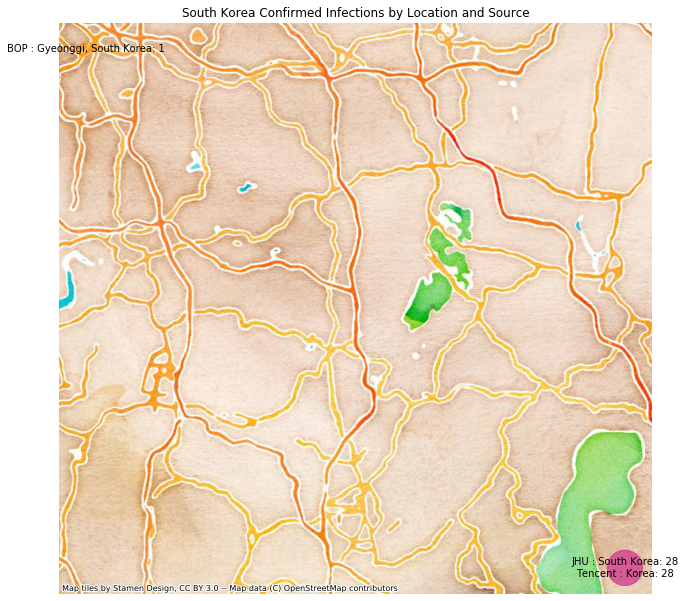 South Korea Confirmed Infections by Location and Source
BOP : Gyeonggi, South Korea: 1
JHU : South Korea: 28
Tencent : Korea: 28
Map tiles by Stamen Design, CC BY 3.0 -- Map data (C) OpenStreetMap contributors